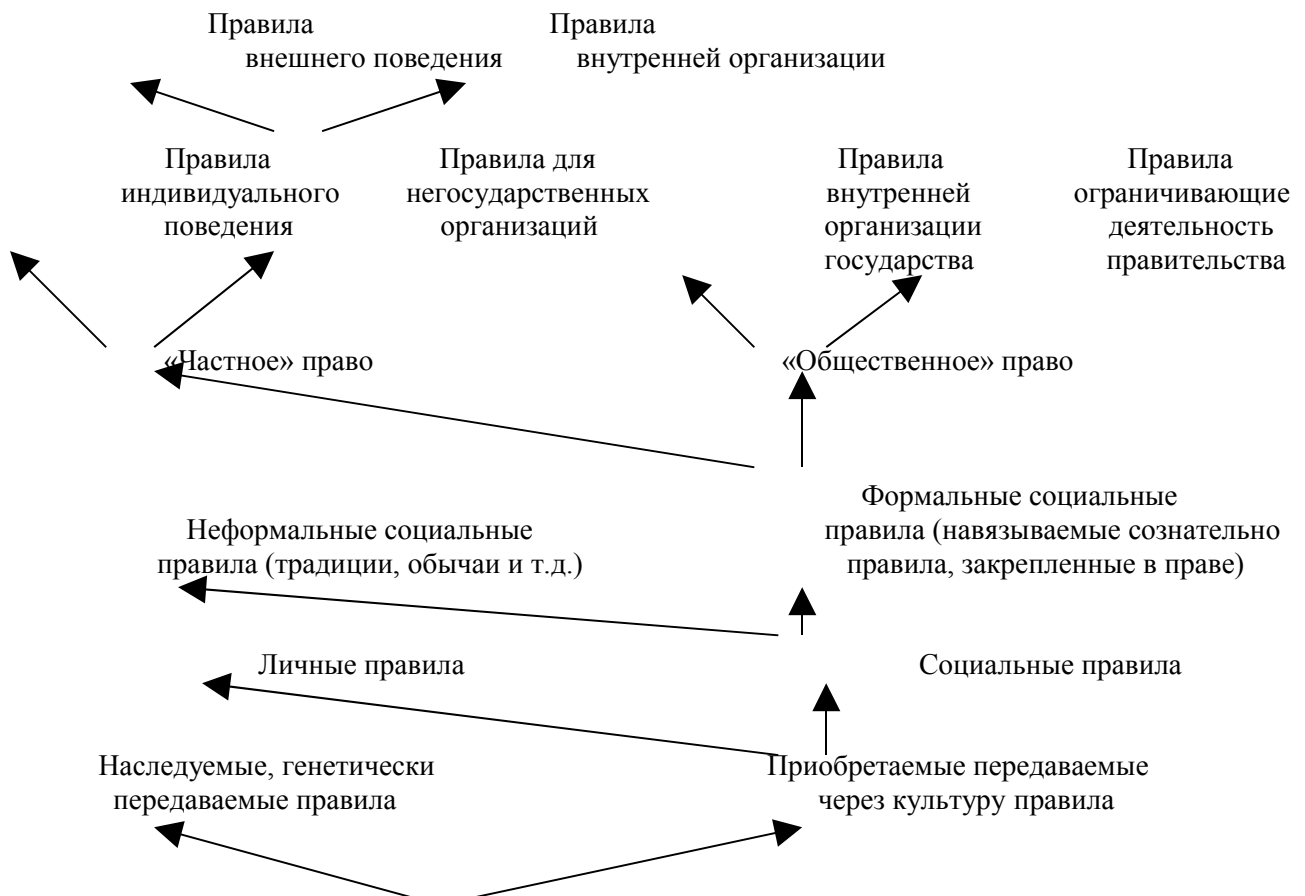 Правила
внешнего поведения
Правила
внутренней организации
Правила
индивидуального
поведения
Правила для
негосударственных
организаций
Правила
внутренней
организации
государства
Правила
ограничивающие
деятельность
правительства
«Частное» право
«Общественное» право
Неформальные социальные
правила (традиции, обычаи и т.д.)
Формальные социальные
правила (навязываемые сознательно
правила, закрепленные в праве)
Личные правила
Социальные правила
Наследуемые, генетически
передаваемые правила
Приобретаемые передаваемые
через культуру правила